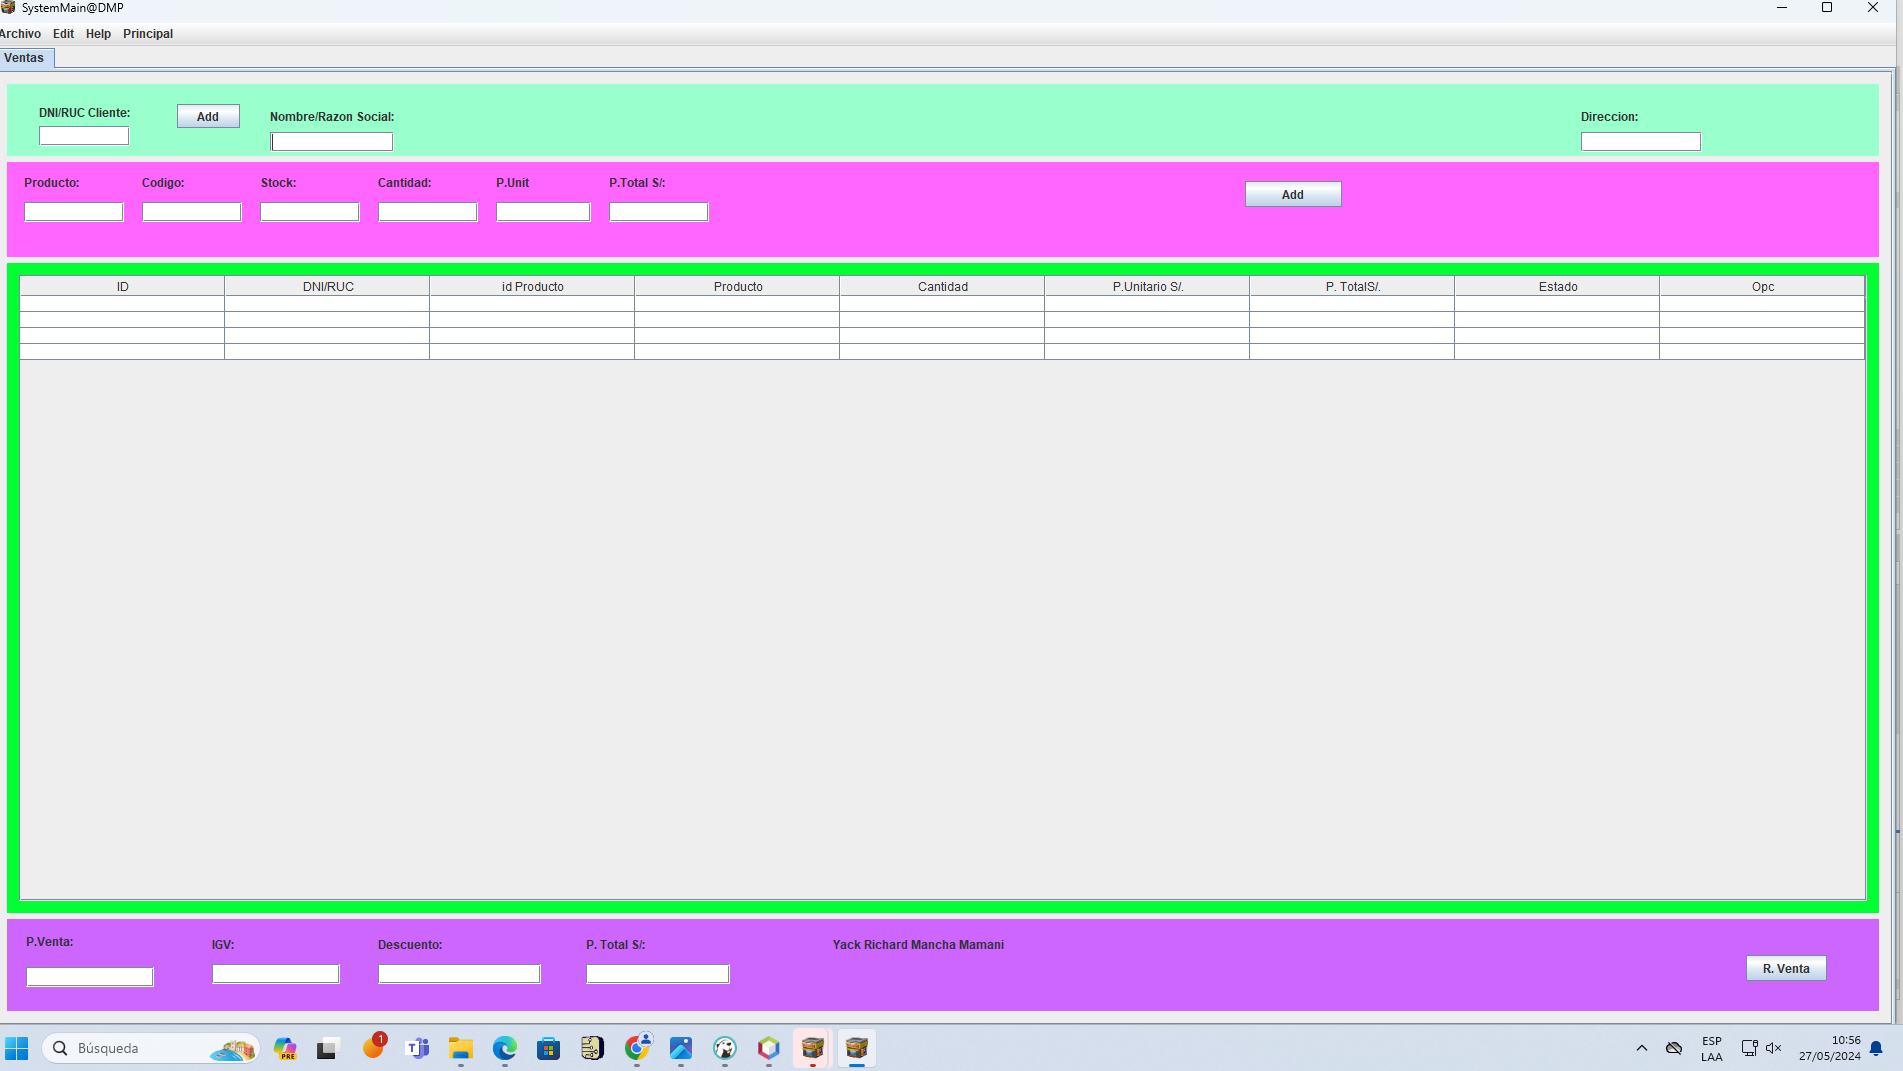 SystemMain@DMP
Archivo Edit Help Principal
Ventas
DNI/RUC Cliente: Add Nombre/Razon Social: Direccion:
Producto: Codigo: Stock: Cantidad: P.Unit P.Total S/: Add
ID DNI/RUC id Producto Producto Cantidad P.Unitario S/. P. TotalS/. Estado Opc
P.Venta: IGV: Descuento: P. Total S/: Yack Richard Mancha Mamani
R. Venta
Búsqueda PRE 1 T ESP 10:56
LAA 27/05/2024